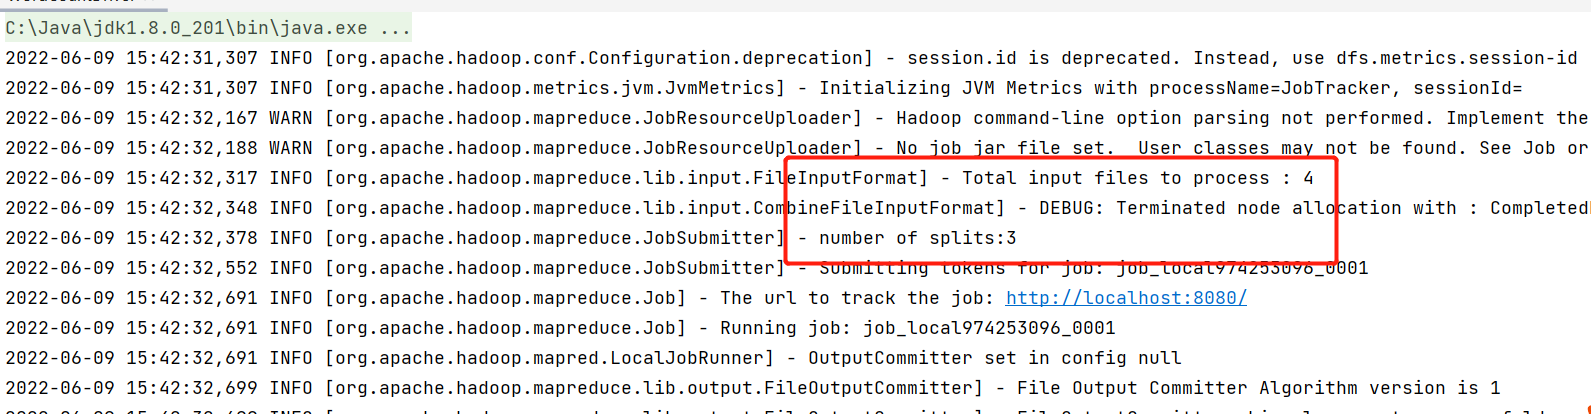 C:\Java\jdk1.8.0_201\bin\java.exe ...
2022-06-09 15:42:31,307 INFO [org.apache.hadoop.conf.Configuration.deprecation] - session.id is deprecated. Instead, use dfs.metrics.session-id
2022-06-09 15:42:31,307 INFO [org.apache.hadoop.metrics.jvm.JvmMetrics] - Initializing JVM Metrics with processName=JobTracker, sessionId=
2022-06-09 15:42:32,167 WARN [org.apache.hadoop.mapreduce.JobResourceUploader] - Hadoop command-line option parsing not performed. Implement the
2022-06-09 15:42:32,188 WARN [org.apache.hadoop.mapreduce.JobResourceUploader] - No job jar file set.  User classes may not be found. See Job or
2022-06-09 15:42:32,317 INFO [org.apache.hadoop.mapreduce.lib.input.FileInputFormat] - Total input files to process : 4
2022-06-09 15:42:32,348 INFO [org.apache.hadoop.mapreduce.lib.input.CombineFileInputFormat] - DEBUG: Terminated node allocation with : Completed
2022-06-09 15:42:32,378 INFO [org.apache.hadoop.mapreduce.JobSubmitter] - number of splits:3
2022-06-09 15:42:32,552 INFO [org.apache.hadoop.mapreduce.JobSubmitter] - Submitting tokens for job: job_local974253096_0001
2022-06-09 15:42:32,691 INFO [org.apache.hadoop.mapreduce.Job] - The url to track the job: http://localhost:8080/
2022-06-09 15:42:32,691 INFO [org.apache.hadoop.mapreduce.Job] - Running job: job_local974253096_0001
2022-06-09 15:42:32,691 INFO [org.apache.hadoop.mapred.LocalJobRunner] - OutputCommitter set in config null
2022-06-09 15:42:32,699 INFO [org.apache.hadoop.mapreduce.lib.output.FileOutputCommitter] - File Output Committer Algorithm version is 1